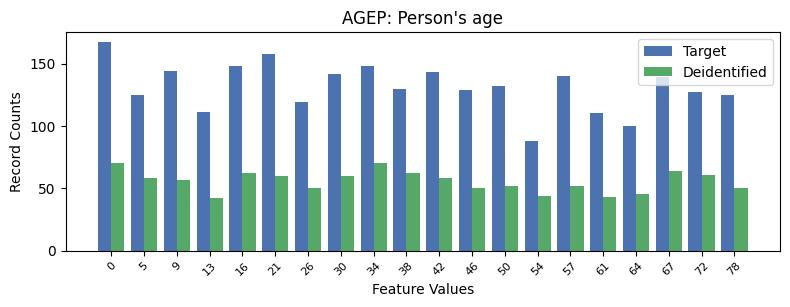 AGEP: Person's age
Record Counts
150
100
50
0
Target
Deidentified
0 5 9 13 16 21 26 30 34 38 42 46 50 54 57 61 64 67 72 78
Feature Values